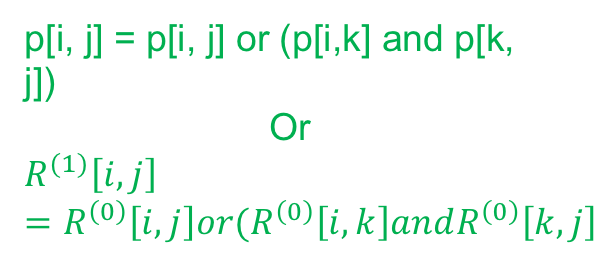 p[i, j] = p[i, j] or (p[i,k] and p[k,
j])
Or
R⁽¹⁾[i,j]
= R⁽⁰⁾[i,j]or(R⁽⁰⁾[i,k]andR⁽⁰⁾[k,j]